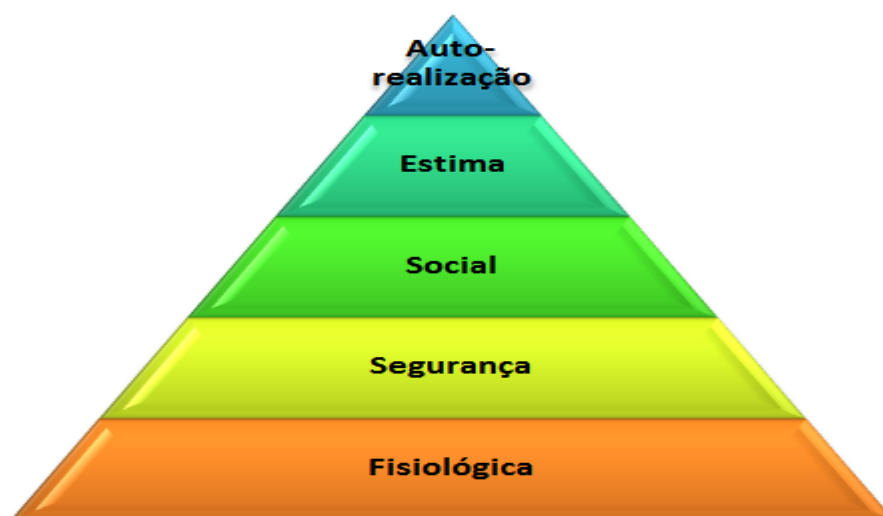 Auto-
realização
Estima
Social
Segurança
Fisiológica